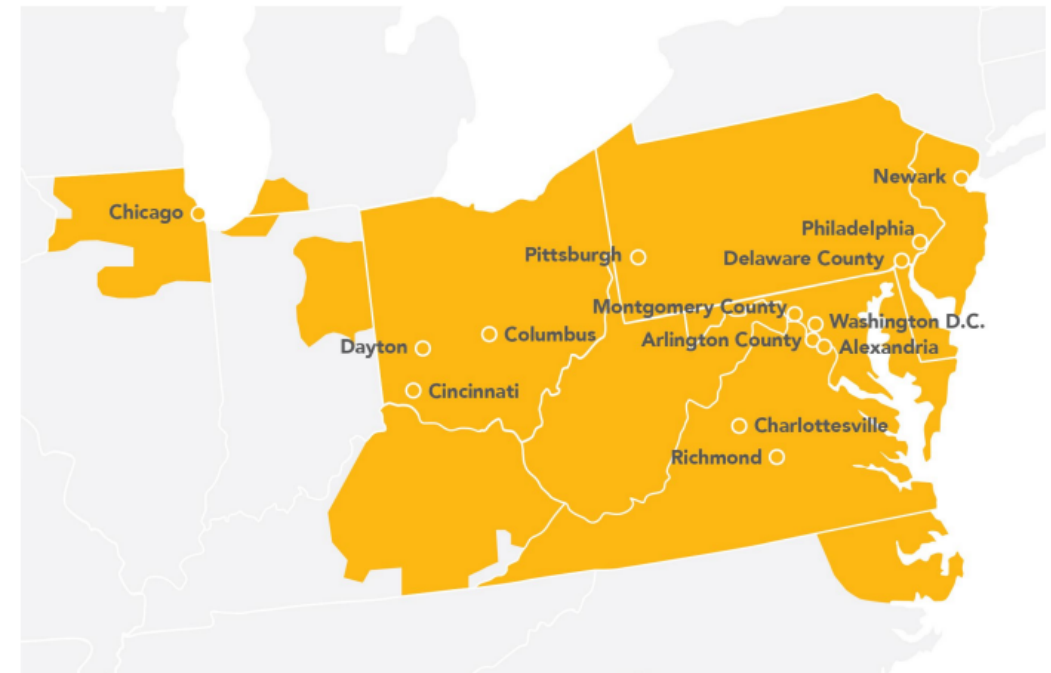 Newark
Chicago
Philadelphia
Pittsburgh
Delaware County
Montgomery County
Washington D.C.
Columbus
Arlington County
Dayton
Alexandria
Cincinnati
Charlottesville
Richmond